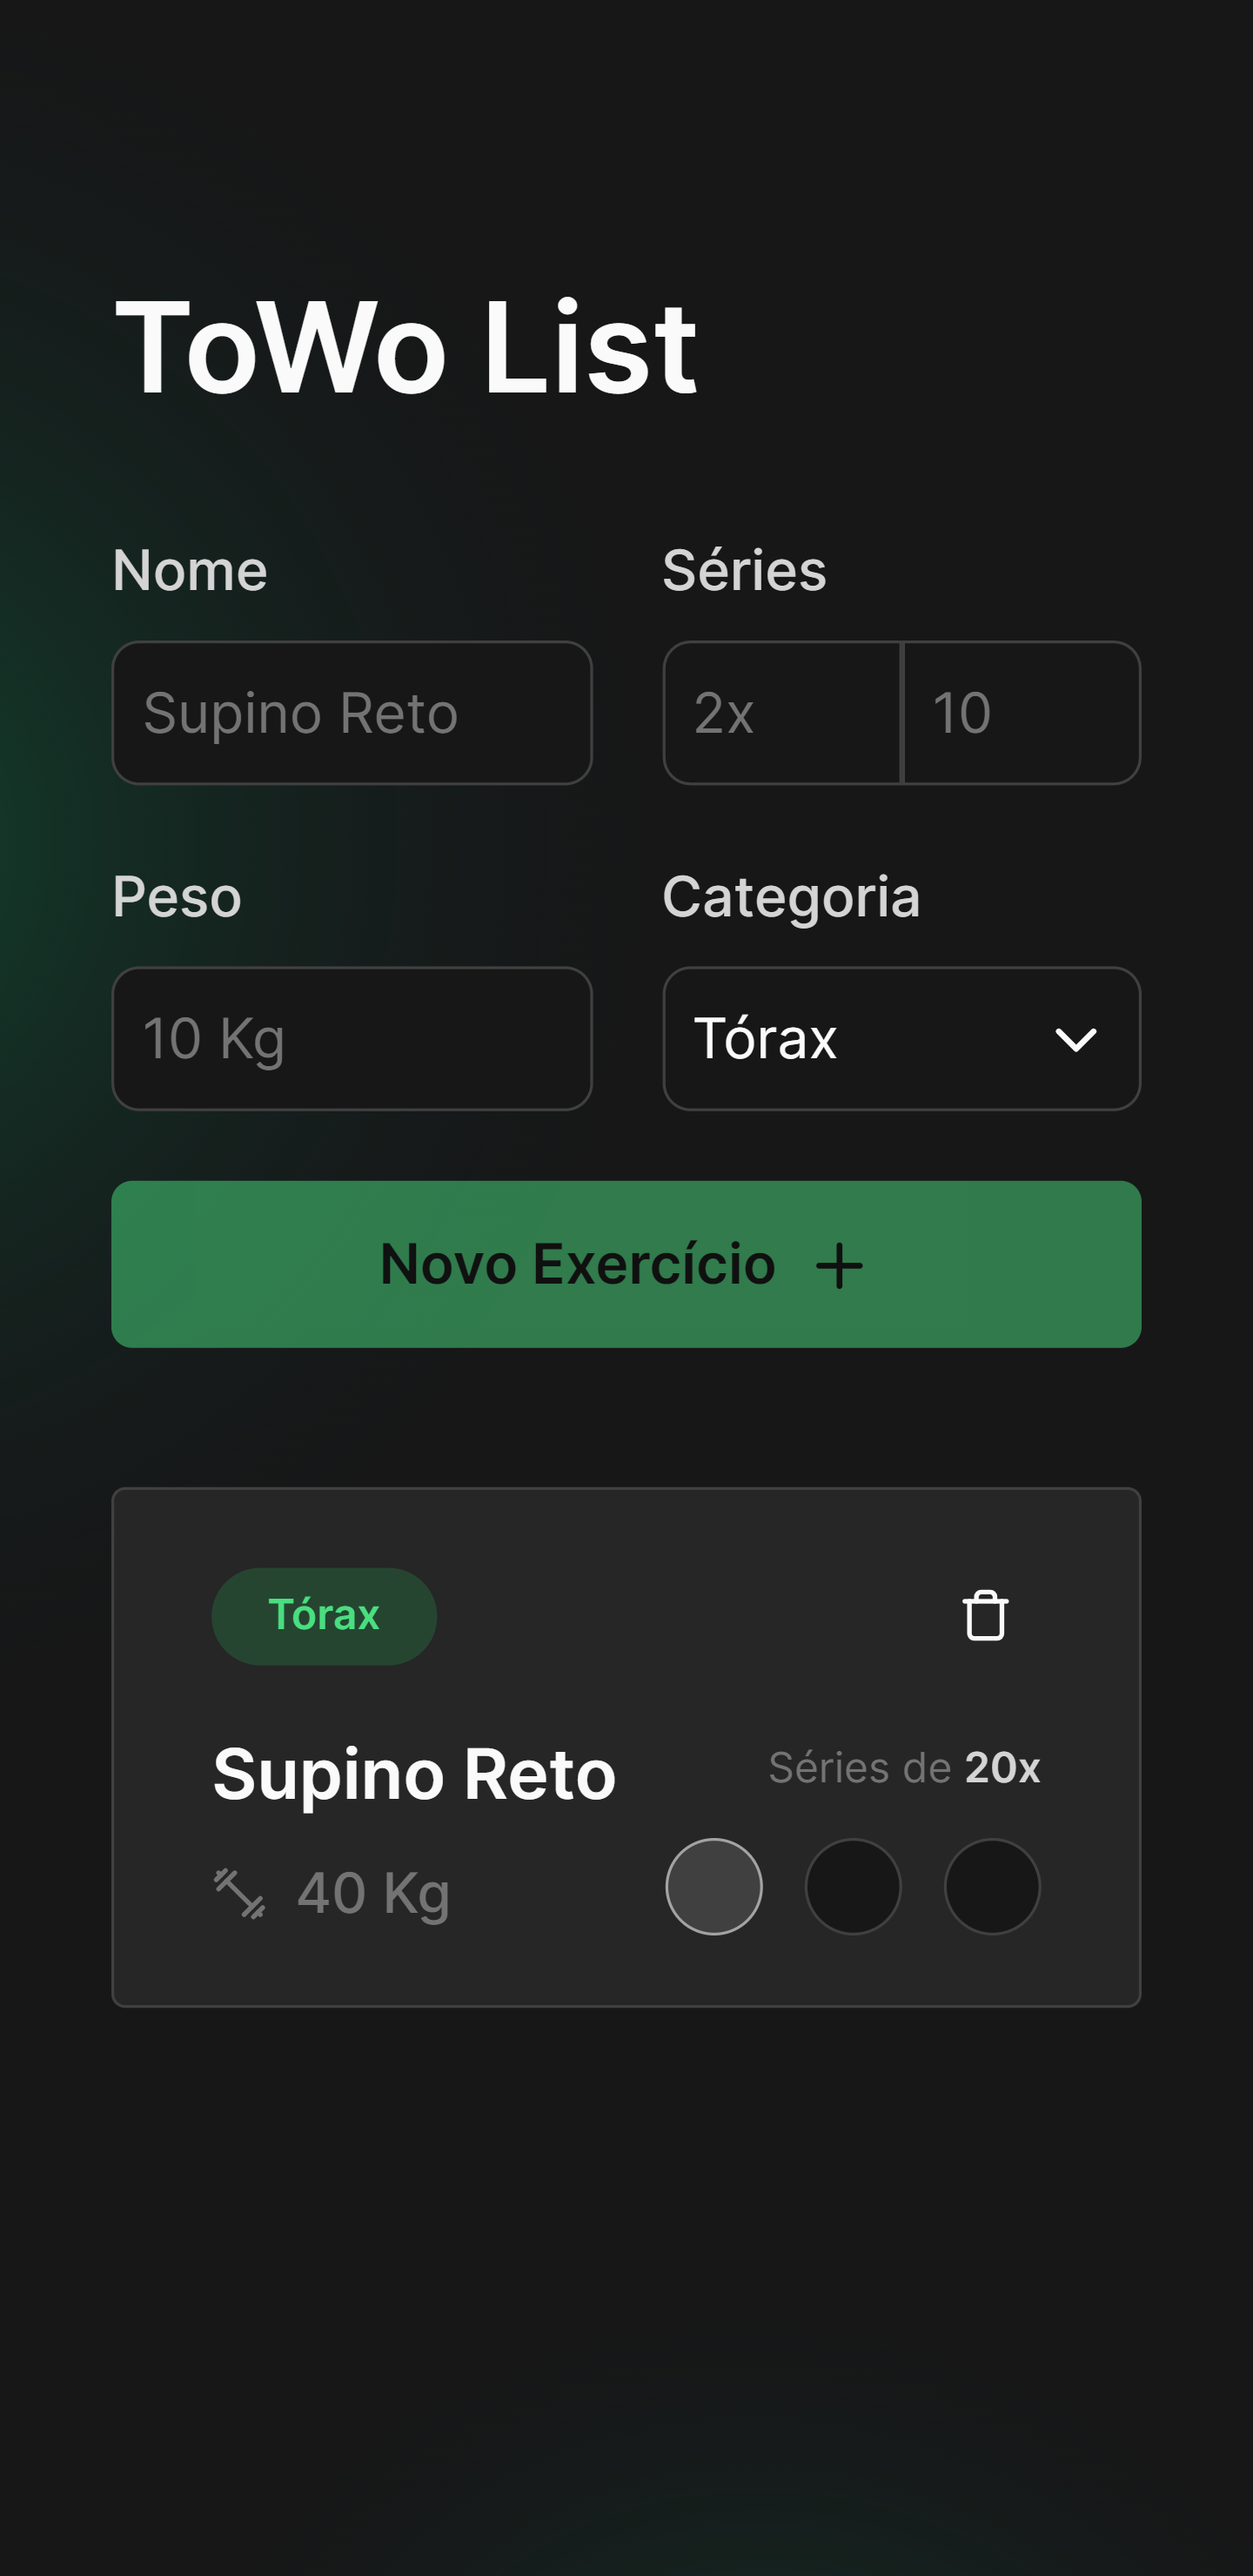 ToWo List
Nome
Séries
Supino Reto
2x
10
Peso
Categoria
10 Kg
Tórax
Novo Exercício
Tórax
Supino Reto
Séries de 20x
40 Kg